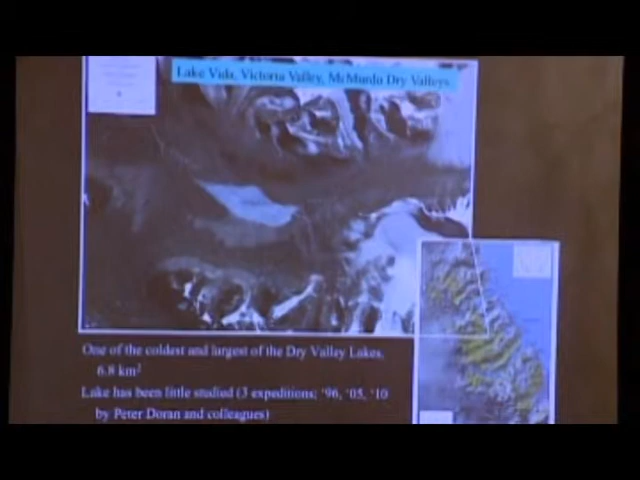 Lake Vida, Victoria Valley, McMurdo Dry Valleys
One of the coldest and largest of the Dry Valley Lakes,
6.8 km²
Lake has been little studied (3 expeditions; '96, '05, '10
by Peter Doran and colleagues)